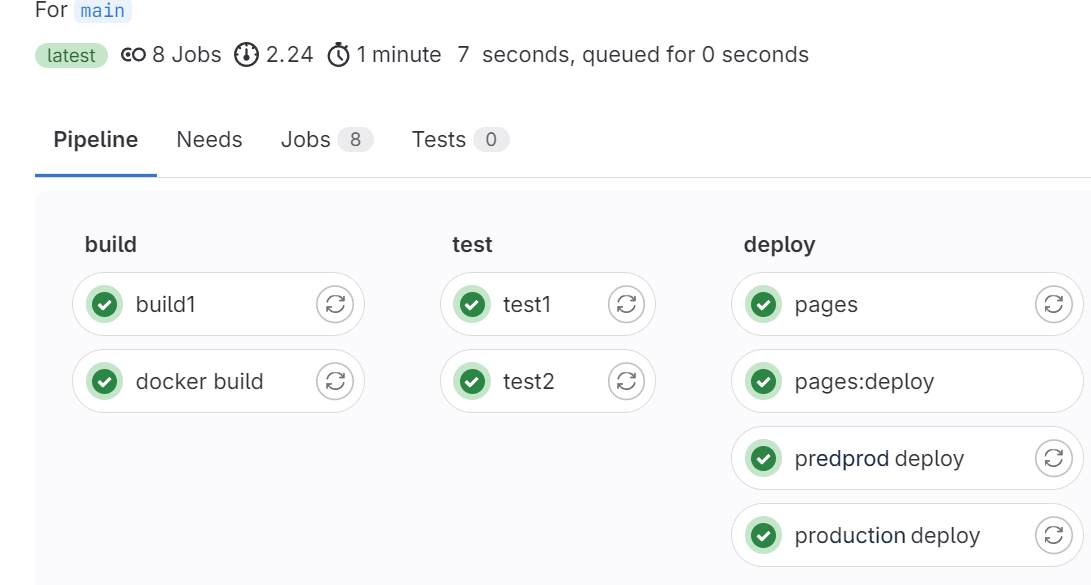 For main
latest 8 Jobs 2.24 1 minute 7 seconds, queued for 0 seconds
Pipeline Needs Jobs 8 Tests 0
build
build1
docker build
test
test1
test2
deploy
pages
pages:deploy
predprod deploy
production deploy